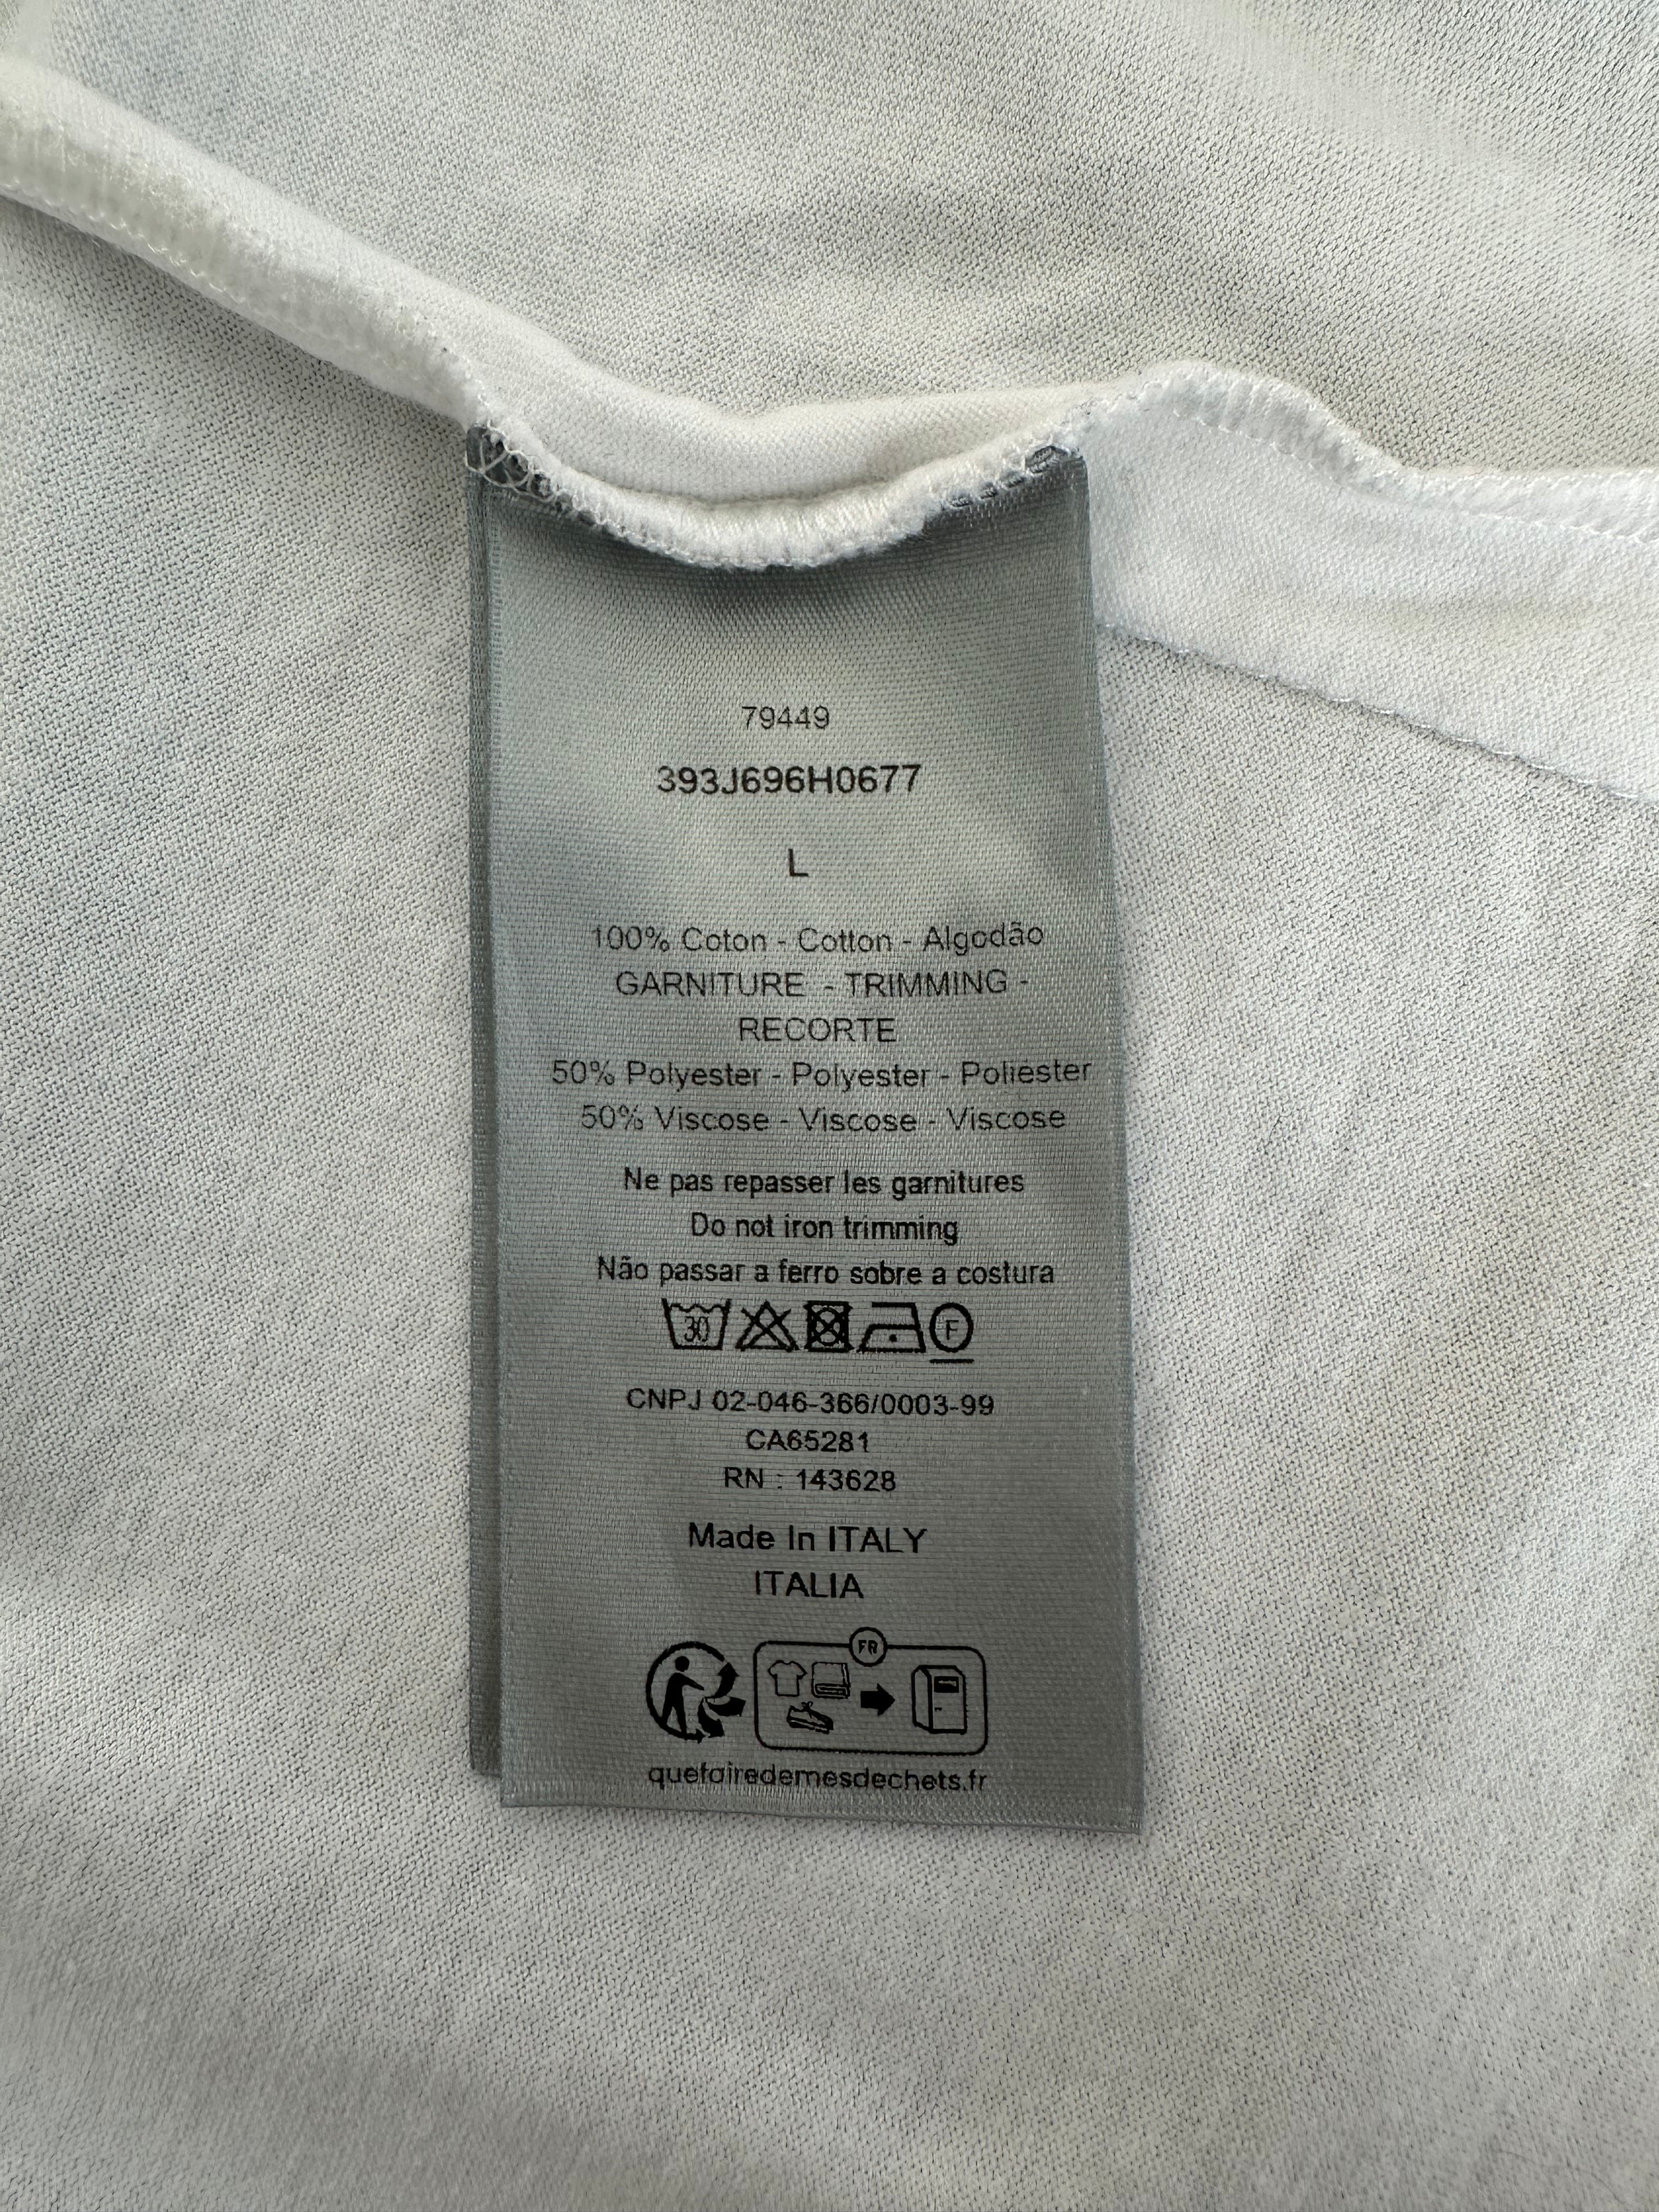 79449
393J696H0677
L
100% Coton - Cotton - Algodão
GARNITURE - TRIMMING -
RECORTE
50% Polyester - Polyester - Poliéster
50% Viscose - Viscose - Viscose
Ne pas repasser les garnitures
Do not iron trimming
Não passar a ferro sobre a costura
30 F
CNPJ 02-046-366/0003-99
CA65281
RN : 143628
Made In ITALY
ITALIA
FR
quefairedemesdechets.fr